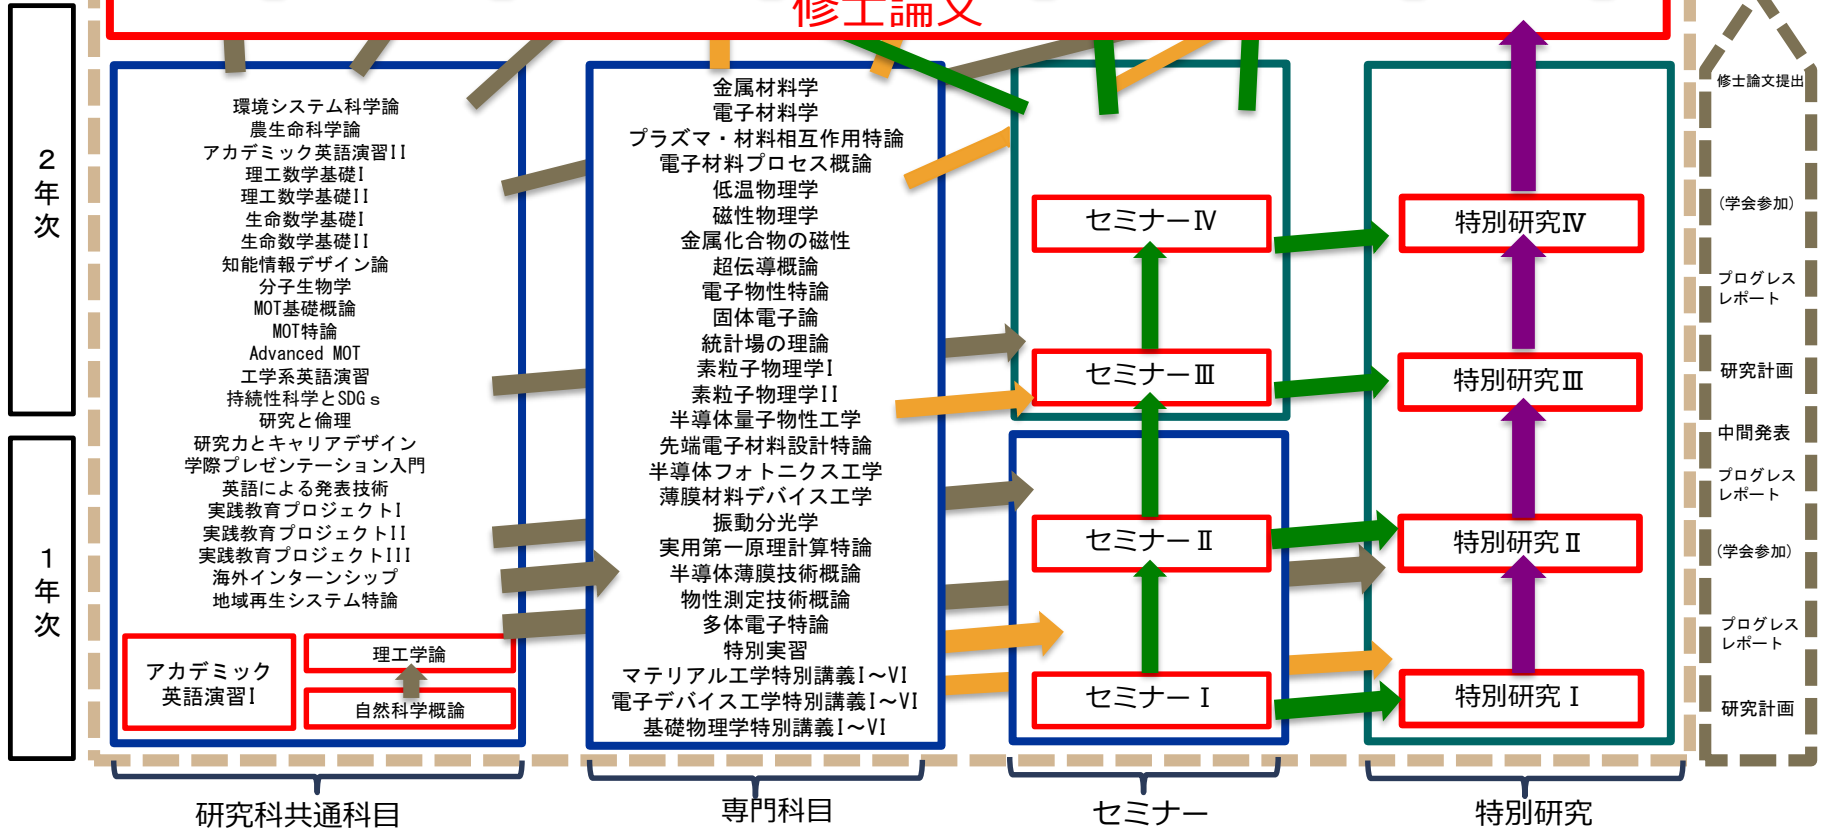 修士論文
2
年
次
1
年
次
環境システム科学論
農生命科学論
アカデミック英語演習II
理工数学基礎I
理工数学基礎II
生命数学基礎I
生命数学基礎II
知能情報デザイン論
分子生物学
MOT基礎概論
MOT特論
Advanced MOT
工学系英語演習
持続性科学とSDGs
研究と倫理
研究力とキャリアデザイン
学際プレゼンテーション入門
英語による発表技術
実践教育プロジェクトI
実践教育プロジェクトII
実践教育プロジェクトIII
海外インターンシップ
地域再生システム特論
アカデミック
英語演習I
理工学論
自然科学概論
研究科共通科目
金属材料学
電子材料学
プラズマ・材料相互作用特論
電子材料プロセス概論
低温物理学
磁性物理学
金属化合物の磁性
超伝導概論
電子物性特論
固体電子論
統計場の理論
素粒子物理学I
素粒子物理学II
半導体量子物性工学
先端電子材料設計特論
半導体フォトニクス工学
薄膜材料デバイス工学
振動分光学
実用第一原理計算特論
半導体薄膜技術概論
物性測定技術概論
多体電子特論
特別実習
マテリアル工学特別講義I～VI
電子デバイス工学特別講義I～VI
基礎物理学特別講義I～VI
専門科目
セミナーⅣ
セミナーⅢ
セミナーⅡ
セミナーⅠ
セミナー
特別研究Ⅳ
特別研究Ⅲ
特別研究Ⅱ
特別研究Ⅰ
特別研究
修士論文提出
(学会参加)
プログレス
レポート
研究計画
中間発表
プログレス
レポート
(学会参加)
プログレス
レポート
研究計画